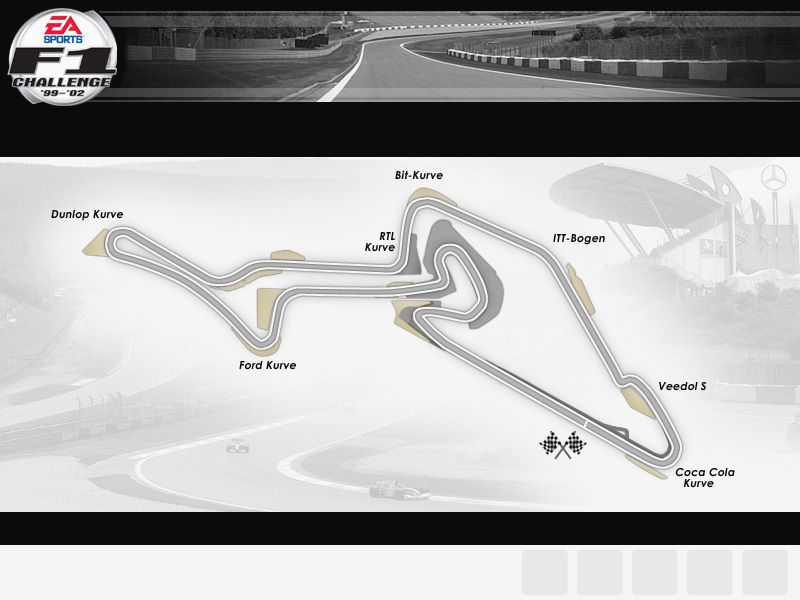 EA
SPORTS
F1
CHALLENGE
'99–'02
Bit-Kurve
Dunlop Kurve
RTL
Kurve
ITT-Bogen
Ford Kurve
Veedol S
Coca Cola
Kurve